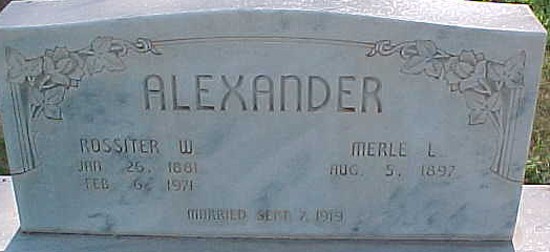 ALEXANDER
ROSSITER W. MERLE L.
JAN 26, 1881 AUG. 5, 1897
FEB 6, 1971
MARRIED SEPT. 7, 1919